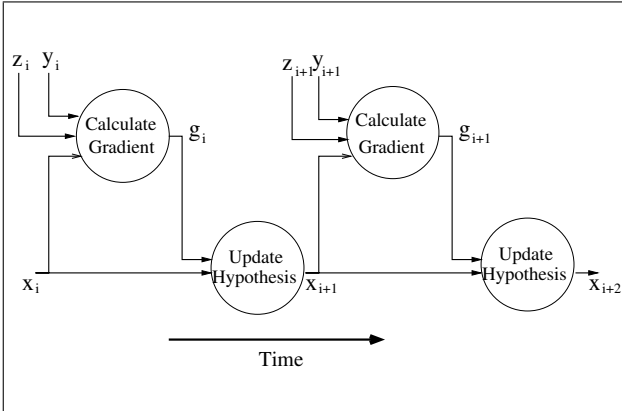 z_i y_i
z_{i+1} y_{i+1}
Calculate
Gradient
g_i
Calculate
Gradient
g_{i+1}
Update
Hypothesis
Update
Hypothesis
x_i
x_{i+1}
x_{i+2}
Time